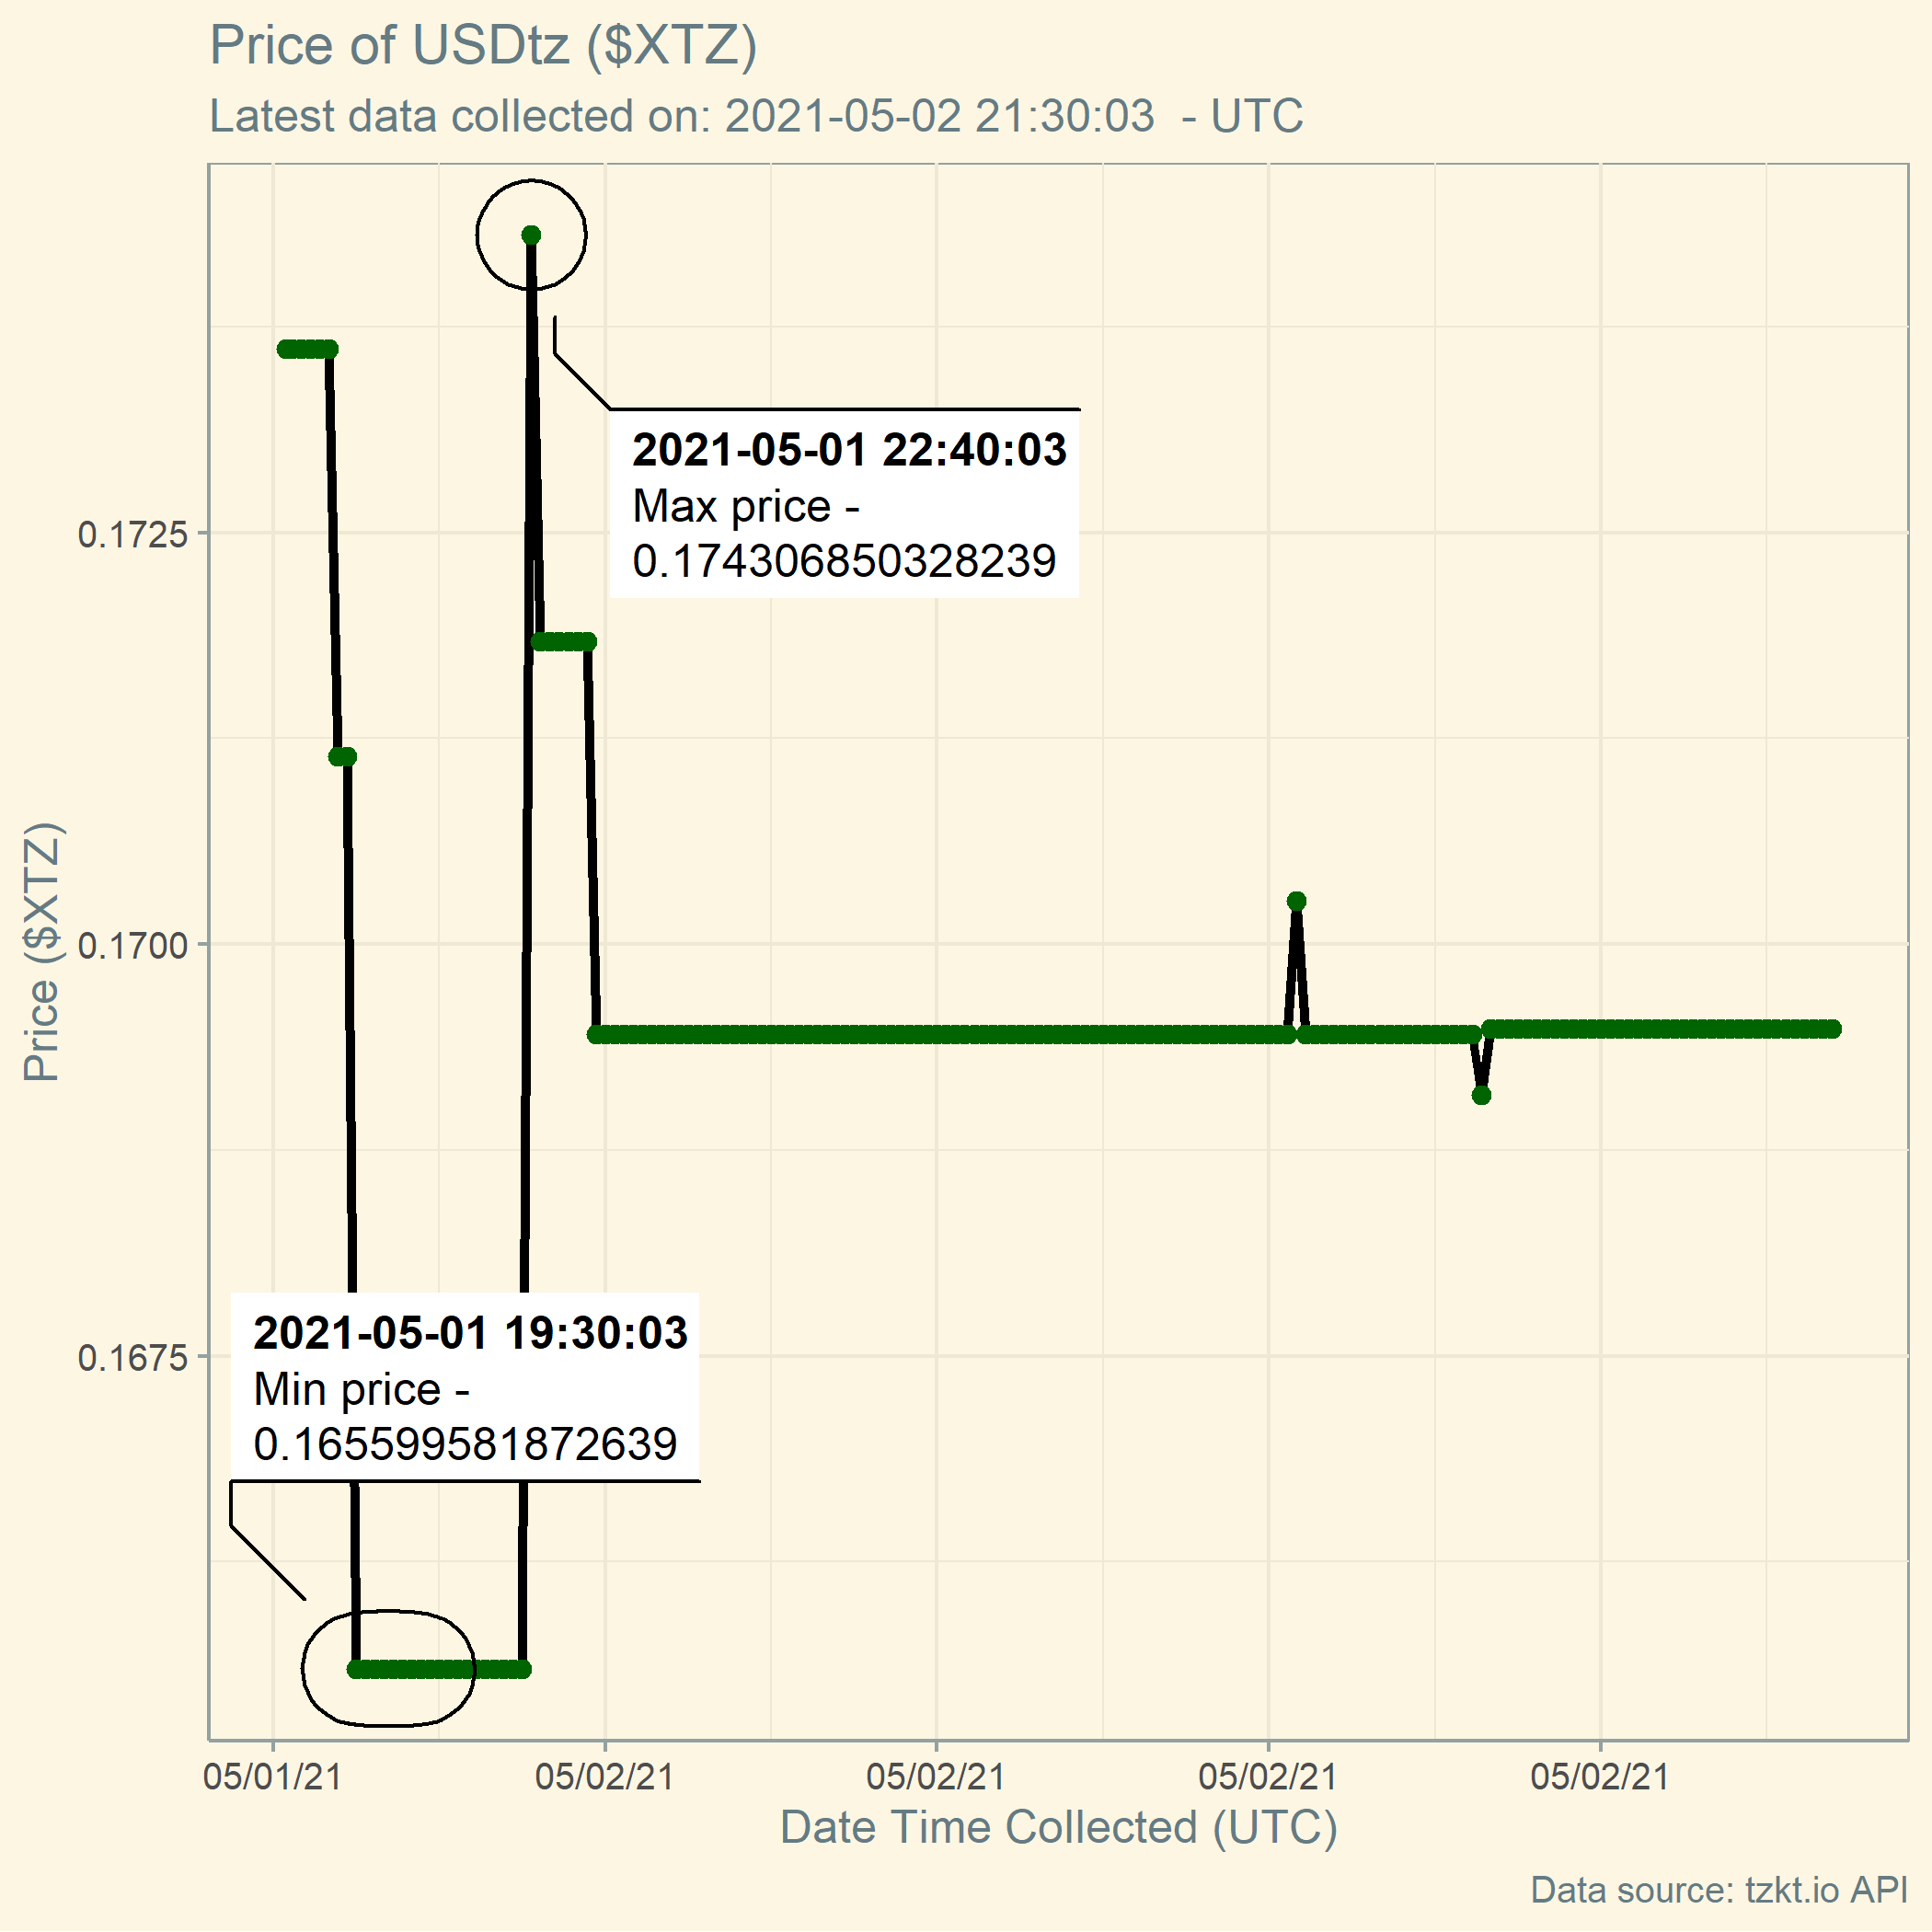 Price of USDtz ($XTZ)
Latest data collected on: 2021-05-02 21:30:03  - UTC
2021-05-01 22:40:03
Max price -
0.174306850328239
0.1725
0.1700
0.1675
Price ($XTZ)
2021-05-01 19:30:03
Min price -
0.165599581872639
05/01/21
05/02/21
05/02/21
05/02/21
05/02/21
Date Time Collected (UTC)
Data source: tzkt.io API